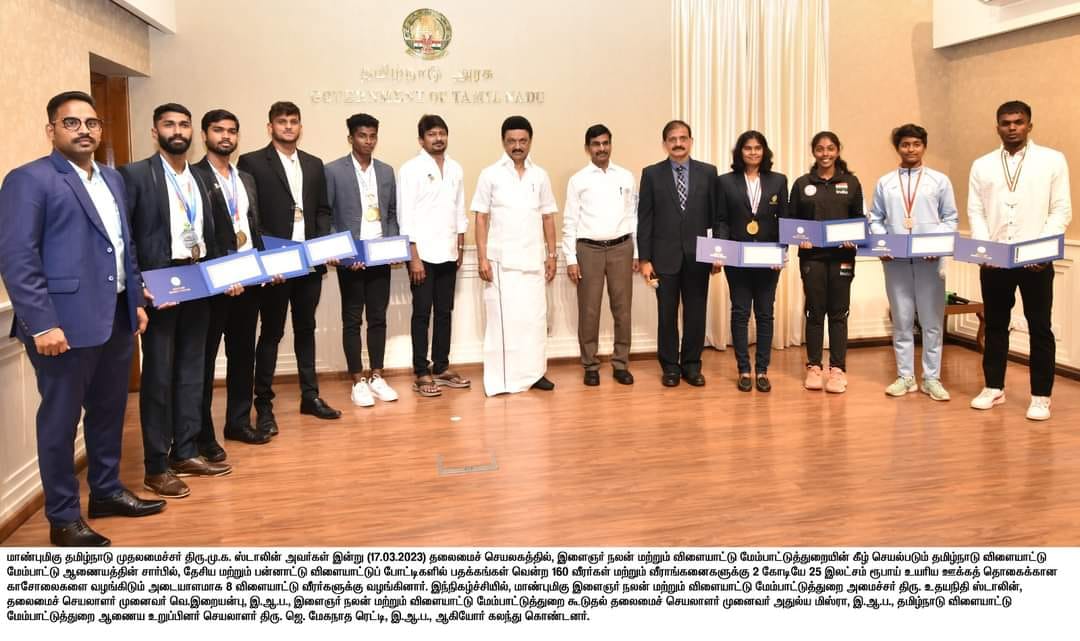 தமிழ்நாடு அரசு
GOVERNMENT OF TAMIL NADU
மாண்புமிகு தமிழ்நாடு முதலமைச்சர் திரு.மு.க. ஸ்டாலின் அவர்கள் இன்று (17.03.2023) தலைமைச் செயலகத்தில், இளைஞர் நலன் மற்றும் விளையாட்டு மேம்பாட்டுத்துறையின் கீழ் செயல்படும் தமிழ்நாடு விளையாட்டு
மேம்பாட்டு ஆணையத்தின் சார்பில், தேசிய மற்றும் பன்னாட்டு விளையாட்டுப் போட்டிகளில் பதக்கங்கள் வென்ற 160 வீரர்கள் மற்றும் வீராங்கனைகளுக்கு 2 கோடியே 25 இலட்சம் ரூபாய் உயரிய ஊக்கத் தொகைக்கான
காசோலைகளை வழங்கிடும் அடையாளமாக 8 விளையாட்டு வீரர்களுக்கு வழங்கினார். இந்நிகழ்ச்சியில், மாண்புமிகு இளைஞர் நலன் மற்றும் விளையாட்டு மேம்பாட்டுத்துறை அமைச்சர் திரு. உதயநிதி ஸ்டாலின்,
தலைமைச் செயலாளர் முனைவர் வெ.இறையன்பு, இ.ஆ.ப., இளைஞர் நலன் மற்றும் விளையாட்டு மேம்பாட்டுத்துறை கூடுதல் தலைமைச் செயலாளர் முனைவர் அதுல்ய மிஸ்ரா, இ.ஆ.ப., தமிழ்நாடு விளையாட்டு
மேம்பாட்டுத்துறை ஆணைய உறுப்பினர் செயலாளர் திரு. ஜெ. மேகநாத ரெட்டி, இ.ஆ.ப., ஆகியோர் கலந்து கொண்டனர்.